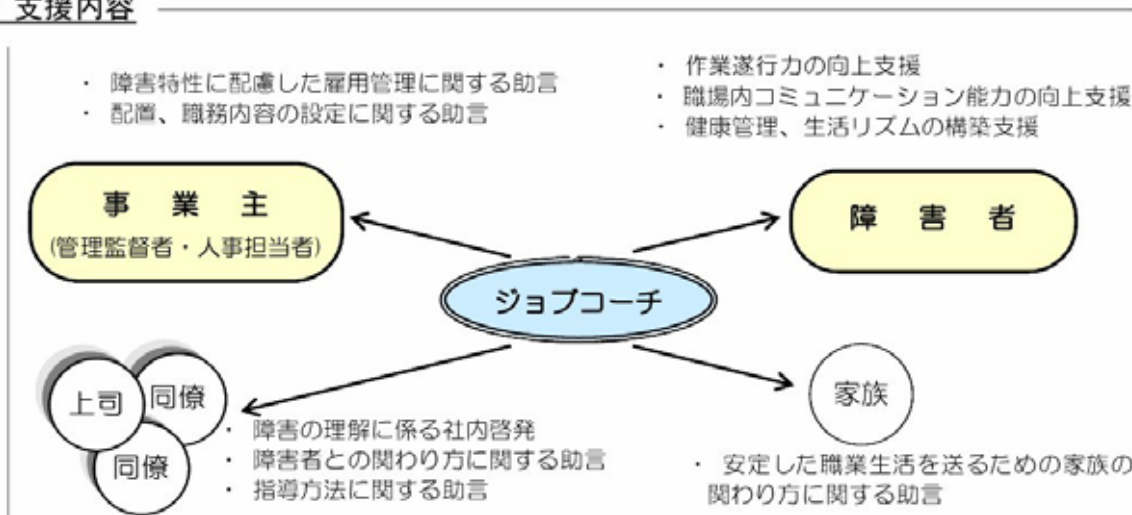 支援内容
・ 障害特性に配慮した雇用管理に関する助言
・ 配置、職務内容の設定に関する助言
・ 作業遂行力の向上支援
・ 職場内コミュニケーション能力の向上支援
・ 健康管理、生活リズムの構築支援
事 業 主
(管理監督者・人事担当者)
障 害 者
ジョブコーチ
上司
同僚
同僚
・ 障害の理解に係る社内啓発
・ 障害者との関わり方に関する助言
・ 指導方法に関する助言
家族
・ 安定した職業生活を送るための家族の
関わり方に関する助言